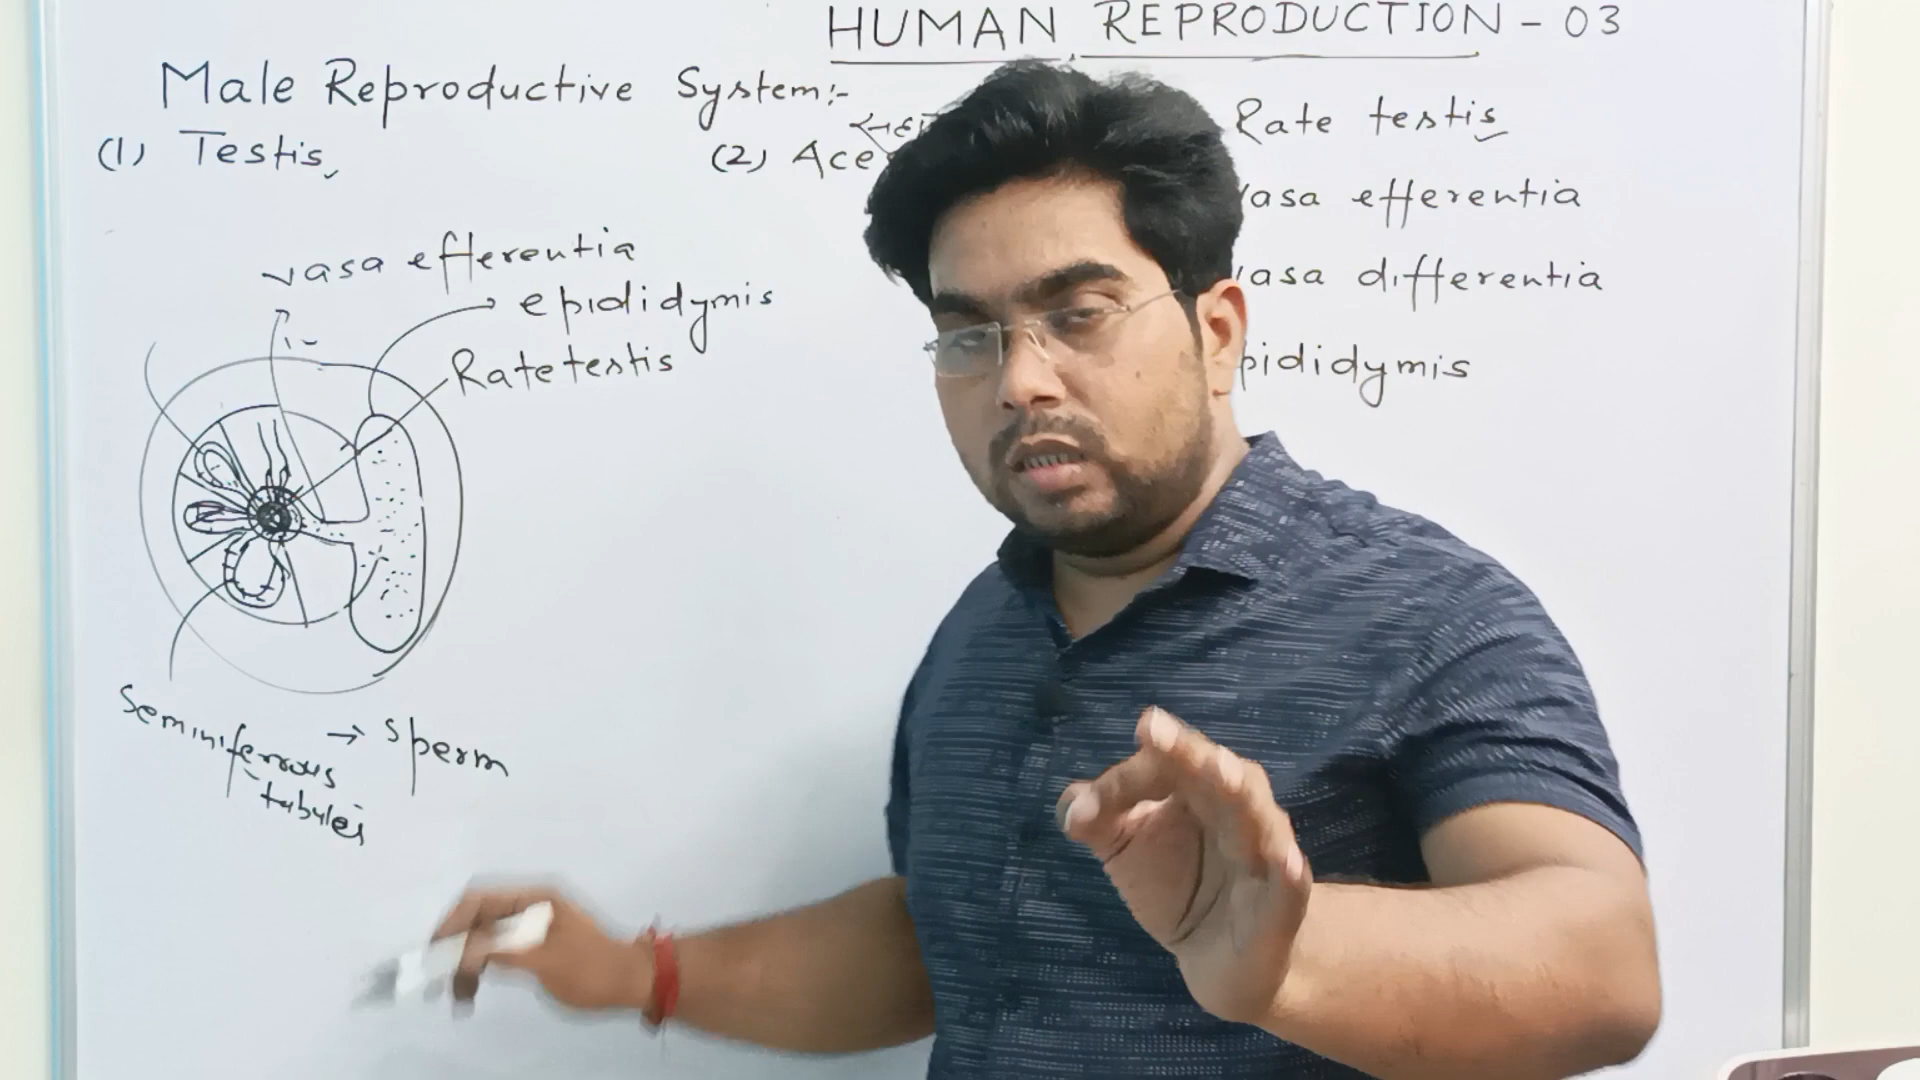 HUMAN REPRODUCTION - 03
Male Reproductive System:-
(1) Testis
(2) Ace
Rate testis
vasa efferentia
epididymis
Ratetestis
Seminiferrous
tubules
→ Sperm
asa efferentia
asa differentia
pididymis